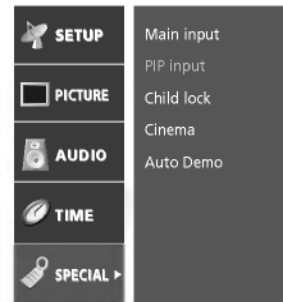 SETUP
PICTURE
AUDIO
TIME
SPECIAL
Main input
PIP input
Child lock
Cinema
Auto Demo